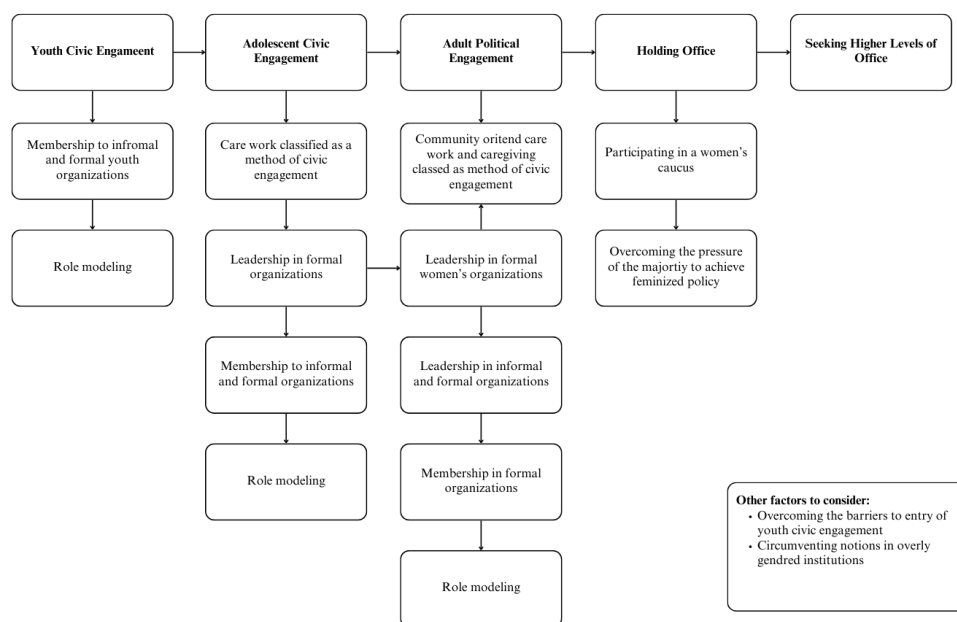 Youth Civic Engameent
Adolescent Civic
Engagement
Adult Political
Engagement
Holding Office
Seeking Higher Levels of
Office
Membership to infromal
and formal youth
organizations
Care work classified as a
method of civic
engagement
Community oritend care
work and caregiving
classed as method of civic
engagement
Participating in a women's
caucus
Role modeling
Leadership in formal
organizations
Leadership in formal
women's organizations
Overcoming the pressure
of the majortiy to achieve
feminized policy
Membership to informal
and formal organizations
Leadership in informal
and formal organizations
Role modeling
Membership in formal
organizations
Role modeling
Other factors to consider:
• Overcoming the barriers to entry of
youth civic engagement
• Circumventing notions in overly
gendred institutions